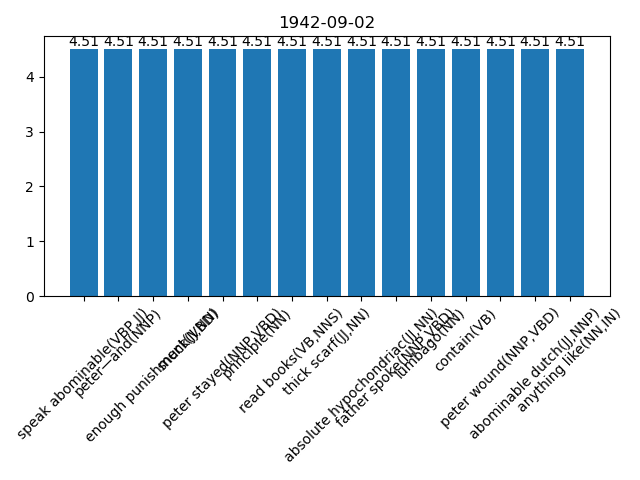 1942-09-02
4.51 4.51 4.51 4.51 4.51 4.51 4.51 4.51 4.51 4.51 4.51 4.51 4.51 4.51 4.51
4
3
2
1
0
speak abominable(VBP,JJ)
peter—and(NNP)
enough punishment(JJ,NN)
peter stayed(NNP,VBD)
principle(NN)
read books(VB,NNS)
thick scarf(JJ,NN)
absolute hypochondriac(JJ,NN)
father spoke(NNP,VBD)
lumbago(NN)
contain(VB)
peter wound(NNP,VBD)
abominable dutch(JJ,NNP)
anything like(NN,IN)